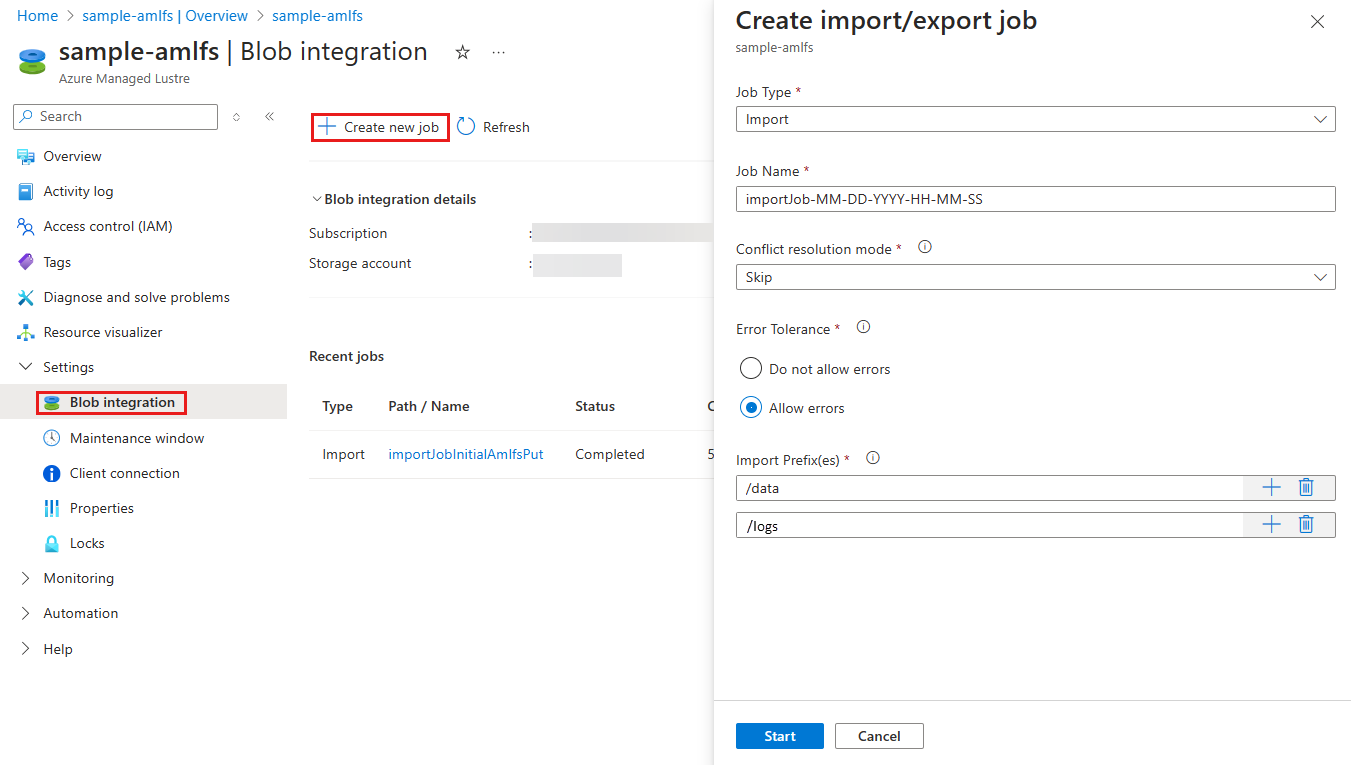 Home > sample-amlfs | Overview > sample-amlfs
sample-amlfs | Blob integration
Azure Managed Lustre
Search
Overview
Activity log
Access control (IAM)
Tags
Diagnose and solve problems
Resource visualizer
Settings
Blob integration
Maintenance window
Client connection
Properties
Locks
Monitoring
Automation
Help
Create new job
Refresh
Blob integration details
Subscription :
Storage account :
Recent jobs
Type Path / Name Status C
Import importJobInitialAmlfsPut Completed 5
Create import/export job
sample-amlfs
Job Type *
Import
Job Name *
importJob-MM-DD-YYYY-HH-MM-SS
Conflict resolution mode *
Skip
Error Tolerance *
Do not allow errors
Allow errors
Import Prefix(es) *
/data
/logs
Start Cancel